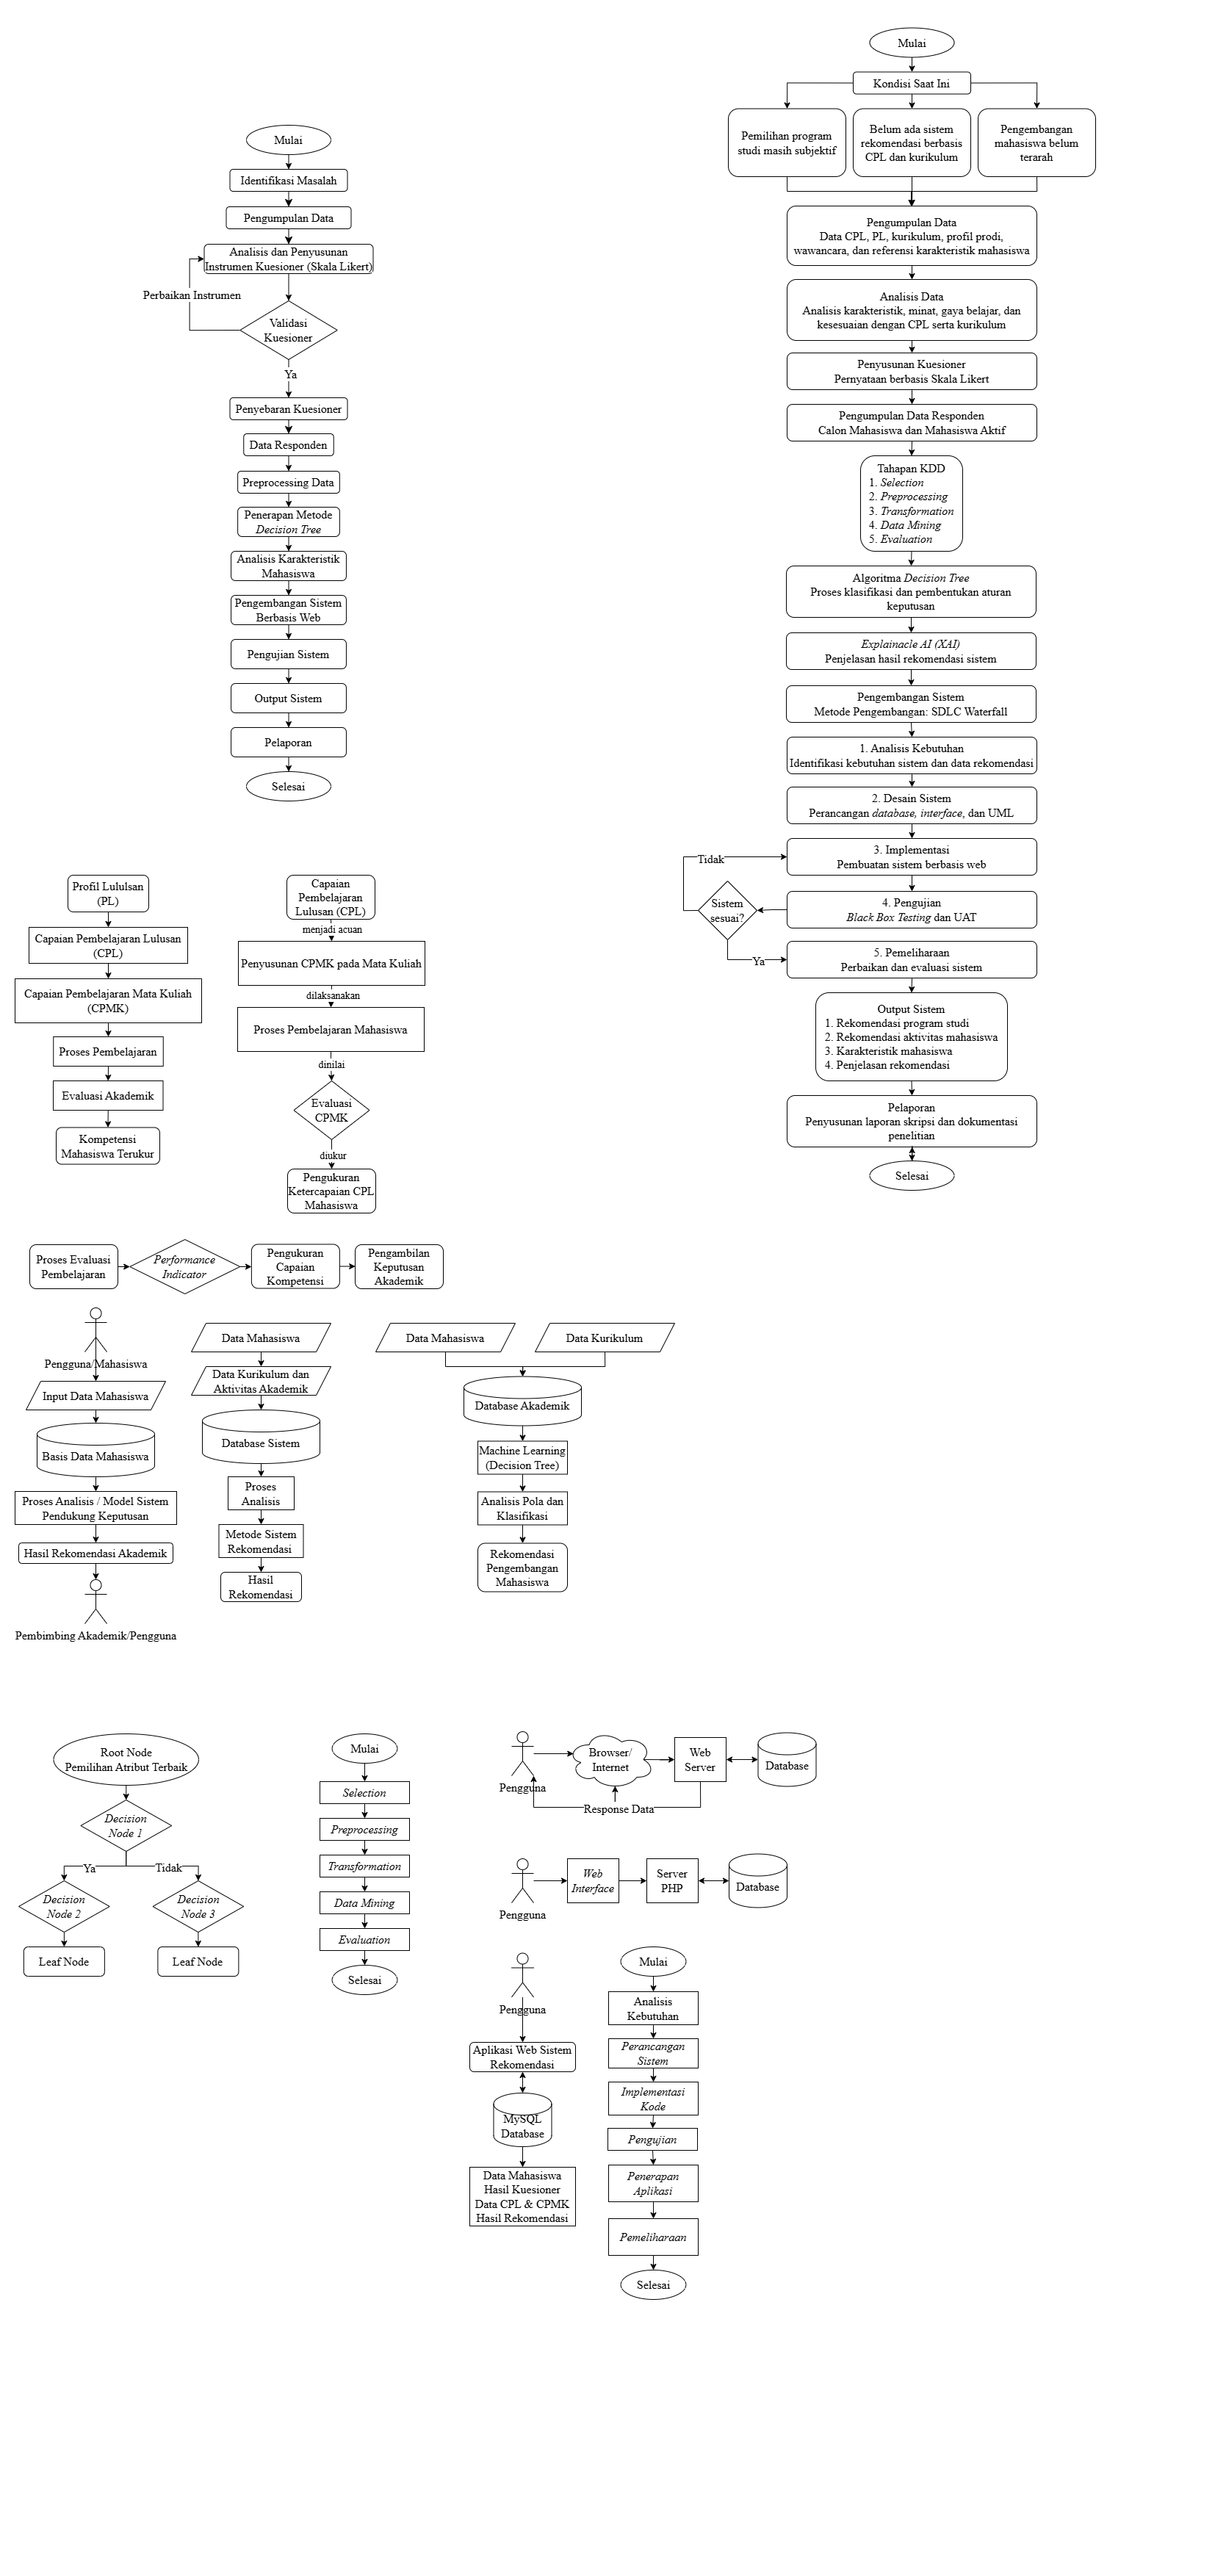 Mulai
Identifikasi Masalah
Pengumpulan Data
Analisis dan Penyusunan
Instrumen Kuesioner (Skala Likert)
Perbaikan Instrumen
Validasi
Kuesioner
Ya
Penyebaran Kuesioner
Data Responden
Preprocessing Data
Penerapan Metode
Decision Tree
Analisis Karakteristik
Mahasiswa
Pengembangan Sistem
Berbasis Web
Pengujian Sistem
Output Sistem
Pelaporan
Selesai
Mulai
Kondisi Saat Ini
Pemilihan program
studi masih subjektif
Belum ada sistem
rekomendasi berbasis
CPL dan kurikulum
Pengembangan
mahasiswa belum
terarah
Pengumpulan Data
Data CPL, PL, kurikulum, profil prodi,
wawancara, dan referensi karakteristik mahasiswa
Analisis Data
Analisis karakteristik, minat, gaya belajar, dan
kesesuaian dengan CPL serta kurikulum
Penyusunan Kuesioner
Pernyataan berbasis Skala Likert
Pengumpulan Data Responden
Calon Mahasiswa dan Mahasiswa Aktif
Tahapan KDD
1. Selection
2. Preprocessing
3. Transformation
4. Data Mining
5. Evaluation
Algoritma Decision Tree
Proses klasifikasi dan pembentukan aturan
keputusan
Explainacle AI (XAI)
Penjelasan hasil rekomendasi sistem
Pengembangan Sistem
Metode Pengembangan: SDLC Waterfall
1. Analisis Kebutuhan
Identifikasi kebutuhan sistem dan data rekomendasi
2. Desain Sistem
Perancangan database, interface, dan UML
3. Implementasi
Pembuatan sistem berbasis web
Tidak
Sistem
sesuai?
4. Pengujian
Black Box Testing dan UAT
Ya
5. Pemeliharaan
Perbaikan dan evaluasi sistem
Output Sistem
1. Rekomendasi program studi
2. Rekomendasi aktivitas mahasiswa
3. Karakteristik mahasiswa
4. Penjelasan rekomendasi
Pelaporan
Penyusunan laporan skripsi dan dokumentasi
penelitian
Selesai
Profil Lululsan
(PL)
Capaian Pembelajaran Lulusan
(CPL)
Capaian Pembelajaran Mata Kuliah
(CPMK)
Proses Pembelajaran
Evaluasi Akademik
Kompetensi
Mahasiswa Terukur
Capaian
Pembelajaran
Lulusan (CPL)
menjadi acuan
Penyusunan CPMK pada Mata Kuliah
dilaksanakan
Proses Pembelajaran Mahasiswa
dinilai
Evaluasi
CPMK
diukur
Pengukuran
Ketercapaian CPL
Mahasiswa
Proses Evaluasi
Pembelajaran
Performance
Indicator
Pengukuran
Capaian
Kompetensi
Pengambilan
Keputusan
Akademik
Pengguna/Mahasiswa
Input Data Mahasiswa
Basis Data Mahasiswa
Proses Analisis / Model Sistem
Pendukung Keputusan
Hasil Rekomendasi Akademik
Pembimbing Akademik/Pengguna
Data Mahasiswa
Data Kurikulum dan
Aktivitas Akademik
Database Sistem
Proses
Analisis
Metode Sistem
Rekomendasi
Hasil
Rekomendasi
Data Mahasiswa
Data Kurikulum
Database Akademik
Machine Learning
(Decision Tree)
Analisis Pola dan
Klasifikasi
Rekomendasi
Pengembangan
Mahasiswa
Root Node
Pemilihan Atribut Terbaik
Decision
Node 1
Ya
Tidak
Decision
Node 2
Decision
Node 3
Leaf Node
Leaf Node
Mulai
Selection
Preprocessing
Transformation
Data Mining
Evaluation
Selesai
Pengguna
Browser/
Internet
Web
Server
Database
Response Data
Pengguna
Web
Interface
Server
PHP
Database
Pengguna
Aplikasi Web Sistem
Rekomendasi
MySQL
Database
Data Mahasiswa
Hasil Kuesioner
Data CPL & CPMK
Hasil Rekomendasi
Mulai
Analisis
Kebutuhan
Perancangan
Sistem
Implementasi
Kode
Pengujian
Penerapan
Aplikasi
Pemeliharaan
Selesai